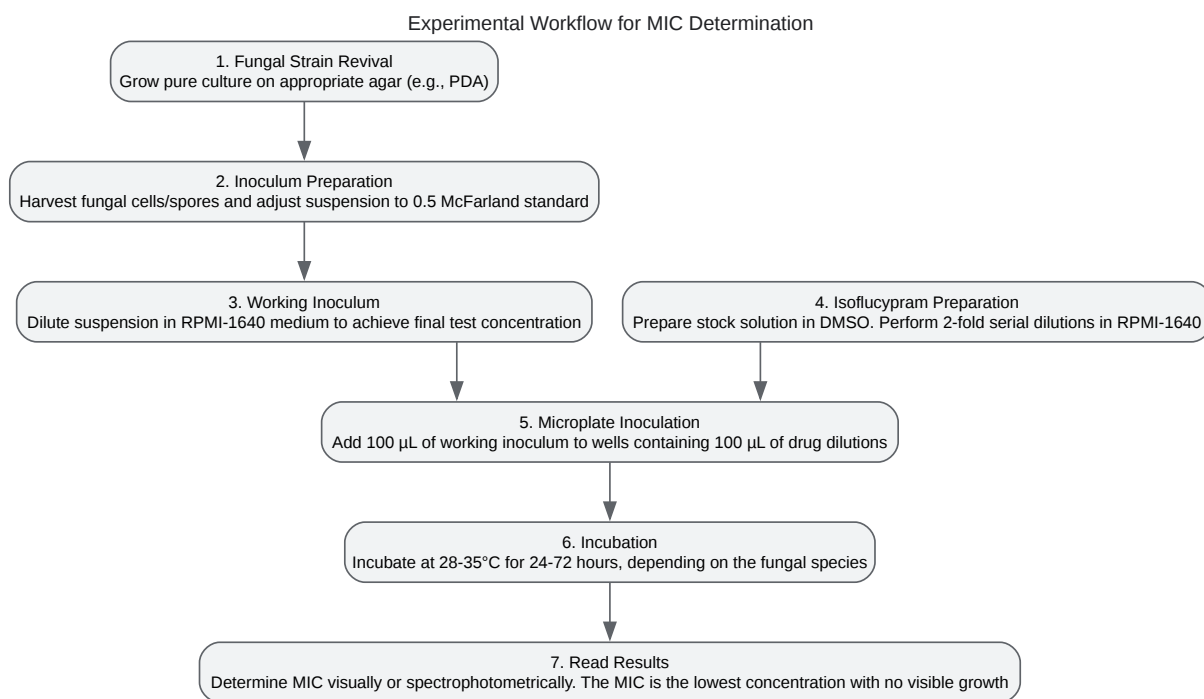 Experimental Workflow for MIC Determination
1. Fungal Strain Revival
Grow pure culture on appropriate agar (e.g., PDA)
2. Inoculum Preparation
Harvest fungal cells/spores and adjust suspension to 0.5 McFarland standard
3. Working Inoculum
Dilute suspension in RPMI-1640 medium to achieve final test concentration
4. Isoflucypram Preparation
Prepare stock solution in DMSO. Perform 2-fold serial dilutions in RPMI-1640
5. Microplate Inoculation
Add 100 µL of working inoculum to wells containing 100 µL of drug dilutions
6. Incubation
Incubate at 28-35°C for 24-72 hours, depending on the fungal species
7. Read Results
Determine MIC visually or spectrophotometrically. The MIC is the lowest concentration with no visible growth